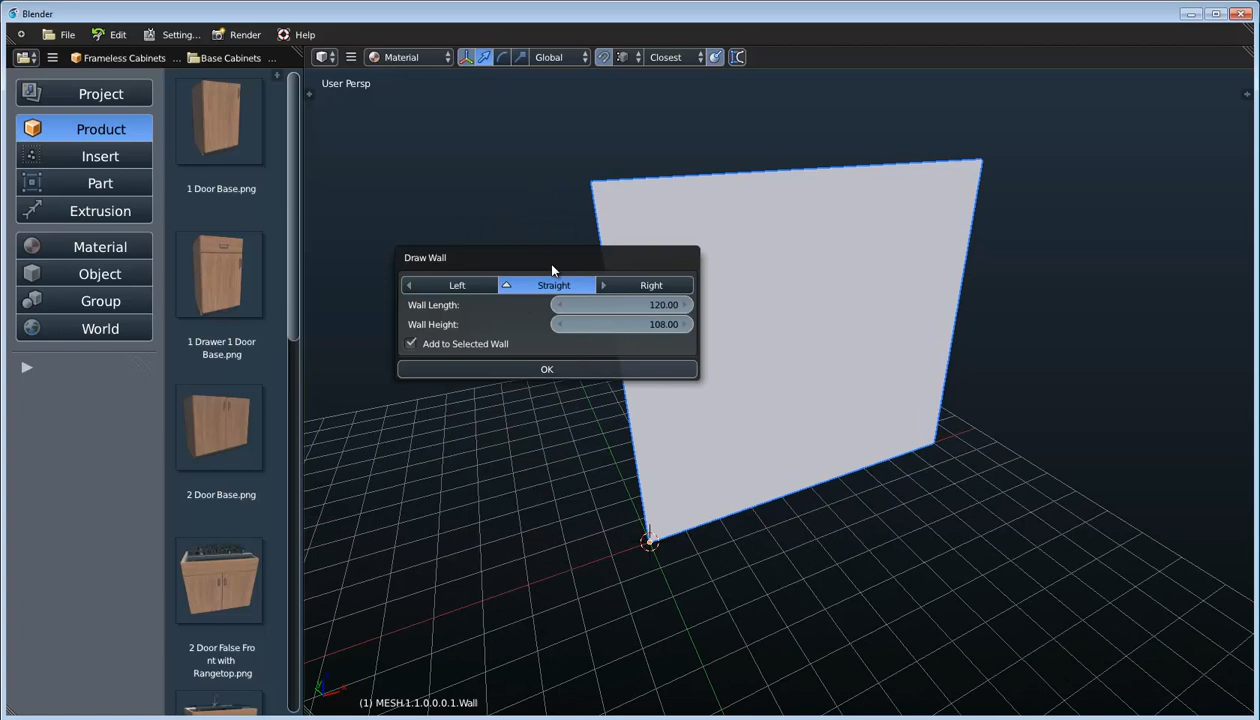 Blender
File Edit Setting... Render Help
Frameless Cabinets ... Base Cabinets ... Material Global Closest
Project
Product
Insert
Part
Extrusion
Material
Object
Group
World
1 Door Base.png
1 Drawer 1 Door
Base.png
2 Door Base.png
2 Door False Fro
nt with
Rangetop.png
User Persp
Draw Wall
Left Straight Right
Wall Length: 120.00
Wall Height: 108.00
Add to Selected Wall
OK
(1) MESH.1.1.0.0.0.1.Wall